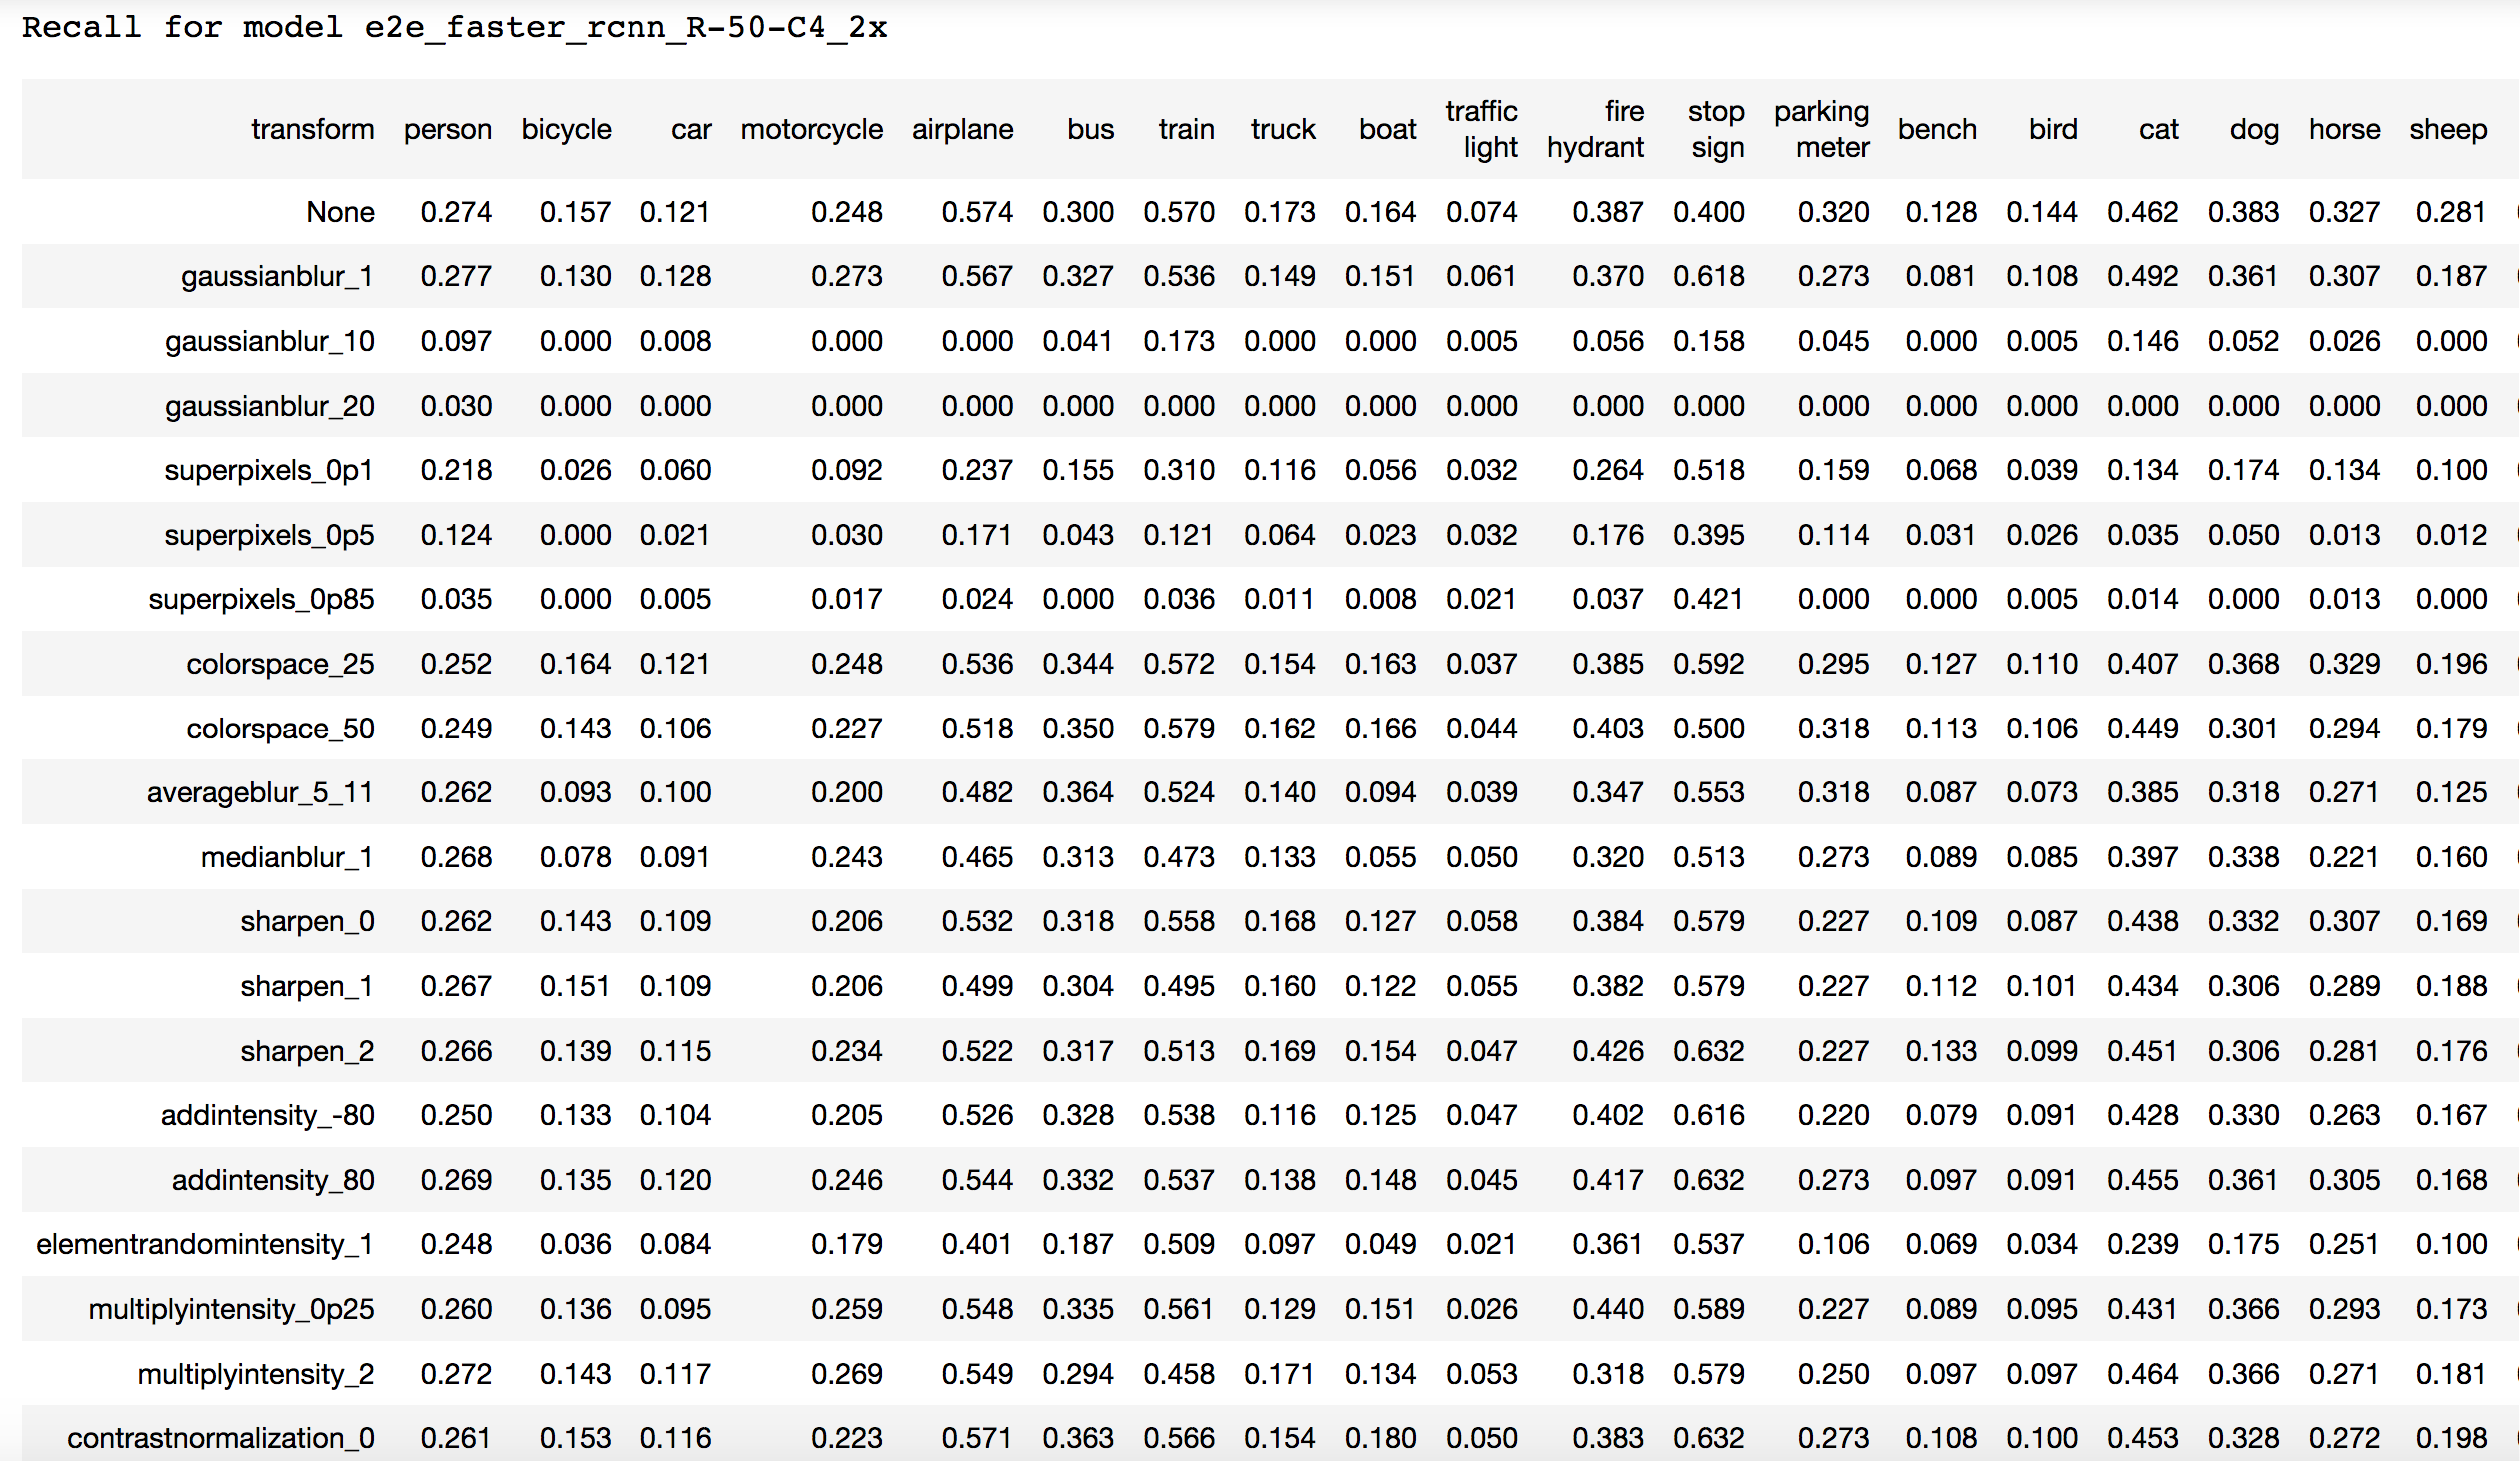 Recall for model e2e_faster_rcnn_R-50-C4_2x
transform person bicycle car motorcycle airplane bus train truck boat traffic light fire hydrant stop sign parking meter bench bird cat dog horse sheep
None 0.274 0.157 0.121 0.248 0.574 0.300 0.570 0.173 0.164 0.074 0.387 0.400 0.320 0.128 0.144 0.462 0.383 0.327 0.281
gaussianblur_1 0.277 0.130 0.128 0.273 0.567 0.327 0.536 0.149 0.151 0.061 0.370 0.618 0.273 0.081 0.108 0.492 0.361 0.307 0.187
gaussianblur_10 0.097 0.000 0.008 0.000 0.000 0.041 0.173 0.000 0.000 0.005 0.056 0.158 0.045 0.000 0.005 0.146 0.052 0.026 0.000
gaussianblur_20 0.030 0.000 0.000 0.000 0.000 0.000 0.000 0.000 0.000 0.000 0.000 0.000 0.000 0.000 0.000 0.000 0.000 0.000 0.000
superpixels_0p1 0.218 0.026 0.060 0.092 0.237 0.155 0.310 0.116 0.056 0.032 0.264 0.518 0.159 0.068 0.039 0.134 0.174 0.134 0.100
superpixels_0p5 0.124 0.000 0.021 0.030 0.171 0.043 0.121 0.064 0.023 0.032 0.176 0.395 0.114 0.031 0.026 0.035 0.050 0.013 0.012
superpixels_0p85 0.035 0.000 0.005 0.017 0.024 0.000 0.036 0.011 0.008 0.021 0.037 0.421 0.000 0.000 0.005 0.014 0.000 0.013 0.000
colorspace_25 0.252 0.164 0.121 0.248 0.536 0.344 0.572 0.154 0.163 0.037 0.385 0.592 0.295 0.127 0.110 0.407 0.368 0.329 0.196
colorspace_50 0.249 0.143 0.106 0.227 0.518 0.350 0.579 0.162 0.166 0.044 0.403 0.500 0.318 0.113 0.106 0.449 0.301 0.294 0.179
averageblur_5_11 0.262 0.093 0.100 0.200 0.482 0.364 0.524 0.140 0.094 0.039 0.347 0.553 0.318 0.087 0.073 0.385 0.318 0.271 0.125
medianblur_1 0.268 0.078 0.091 0.243 0.465 0.313 0.473 0.133 0.055 0.050 0.320 0.513 0.273 0.089 0.085 0.397 0.338 0.221 0.160
sharpen_0 0.262 0.143 0.109 0.206 0.532 0.318 0.558 0.168 0.127 0.058 0.384 0.579 0.227 0.109 0.087 0.438 0.332 0.307 0.169
sharpen_1 0.267 0.151 0.109 0.206 0.499 0.304 0.495 0.160 0.122 0.055 0.382 0.579 0.227 0.112 0.101 0.434 0.306 0.289 0.188
sharpen_2 0.266 0.139 0.115 0.234 0.522 0.317 0.513 0.169 0.154 0.047 0.426 0.632 0.227 0.133 0.099 0.451 0.306 0.281 0.176
addintensity_-80 0.250 0.133 0.104 0.205 0.526 0.328 0.538 0.116 0.125 0.047 0.402 0.616 0.220 0.079 0.091 0.428 0.330 0.263 0.167
addintensity_80 0.269 0.135 0.120 0.246 0.544 0.332 0.537 0.138 0.148 0.045 0.417 0.632 0.273 0.097 0.091 0.455 0.361 0.305 0.168
elementrandomintensity_1 0.248 0.036 0.084 0.179 0.401 0.187 0.509 0.097 0.049 0.021 0.361 0.537 0.106 0.069 0.034 0.239 0.175 0.251 0.100
multiplyintensity_0p25 0.260 0.136 0.095 0.259 0.548 0.335 0.561 0.129 0.151 0.026 0.440 0.589 0.227 0.089 0.095 0.431 0.366 0.293 0.173
multiplyintensity_2 0.272 0.143 0.117 0.269 0.549 0.294 0.458 0.171 0.134 0.053 0.318 0.579 0.250 0.097 0.097 0.464 0.366 0.271 0.181
contrastnormalization_0 0.261 0.153 0.116 0.223 0.571 0.363 0.566 0.154 0.180 0.050 0.383 0.632 0.273 0.108 0.100 0.453 0.328 0.272 0.198